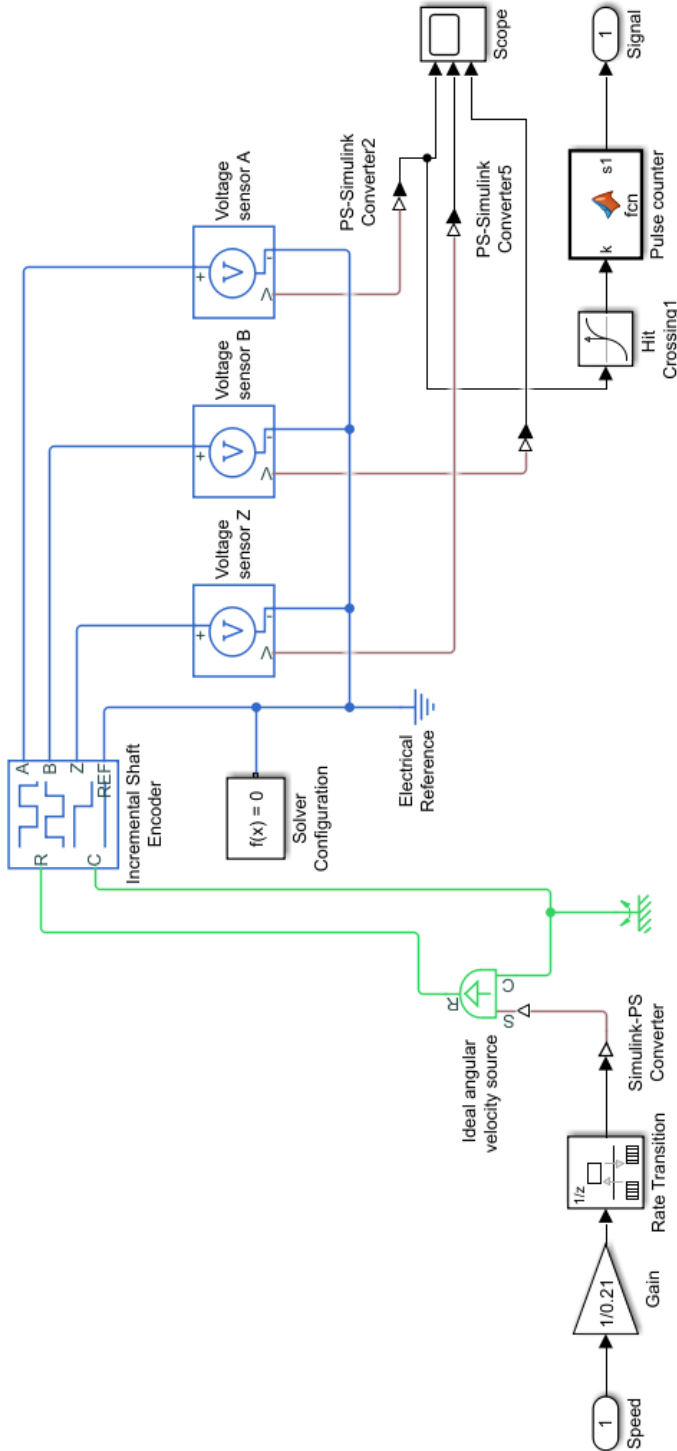 1
Speed
1/0.21
Gain
1/z
Rate Transition
Simulink-PS
Converter
Ideal angular
velocity source
S
C
R
R
C
A
B
Z
REF
Incremental Shaft
Encoder
f(x) = 0
Solver
Configuration
Electrical
Reference
Voltage
sensor Z
+
V
-
V
Voltage
sensor B
+
V
-
V
Voltage
sensor A
+
V
-
V
PS-Simulink
Converter2
PS-Simulink
Converter5
Scope
Hit
Crossing1
k
fcn
s1
Pulse counter
1
Signal